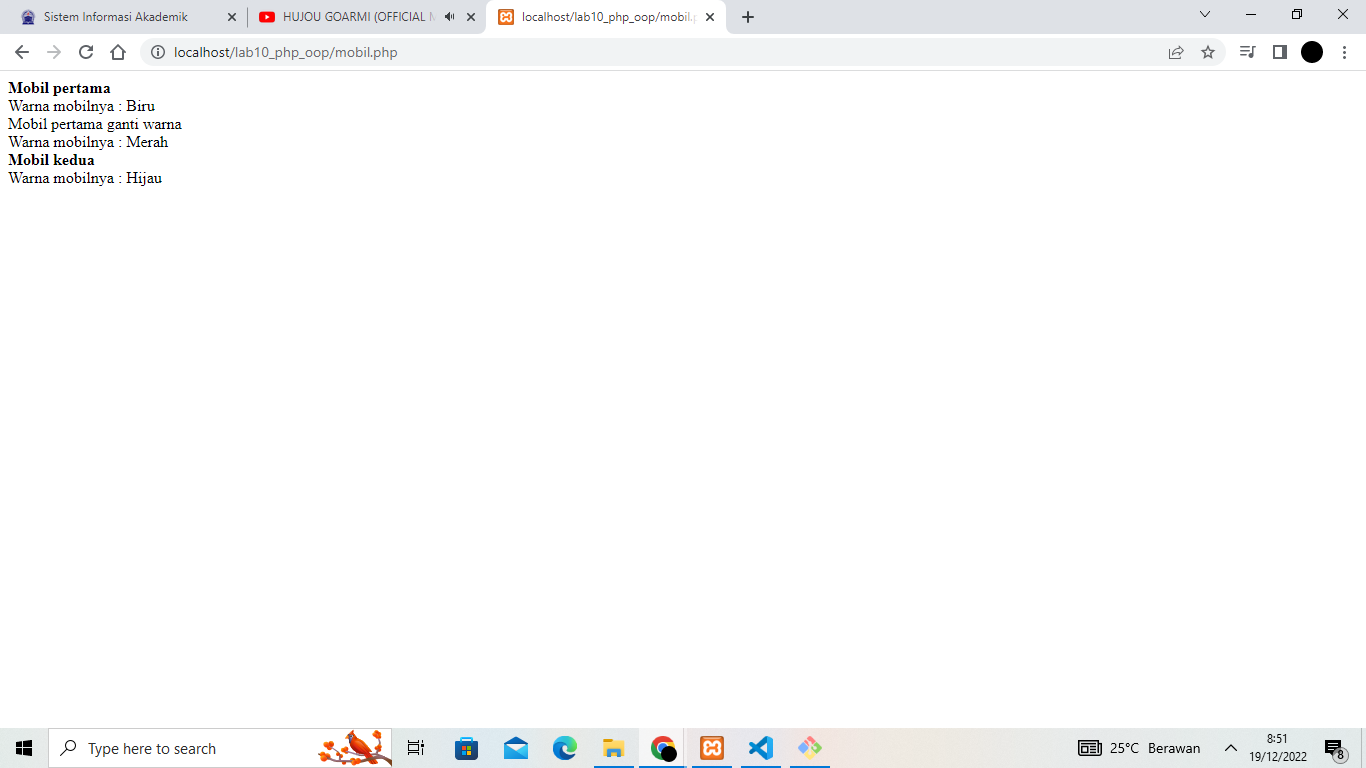 Sistem Informasi Akademik
HUJOU GOARMI (OFFICIAL
localhost/lab10_php_oop/mobil.
localhost/lab10_php_oop/mobil.php
Mobil pertama
Warna mobilnya : Biru
Mobil pertama ganti warna
Warna mobilnya : Merah
Mobil kedua
Warna mobilnya : Hijau
Type here to search
25°C Berawan
8:51
19/12/2022
8